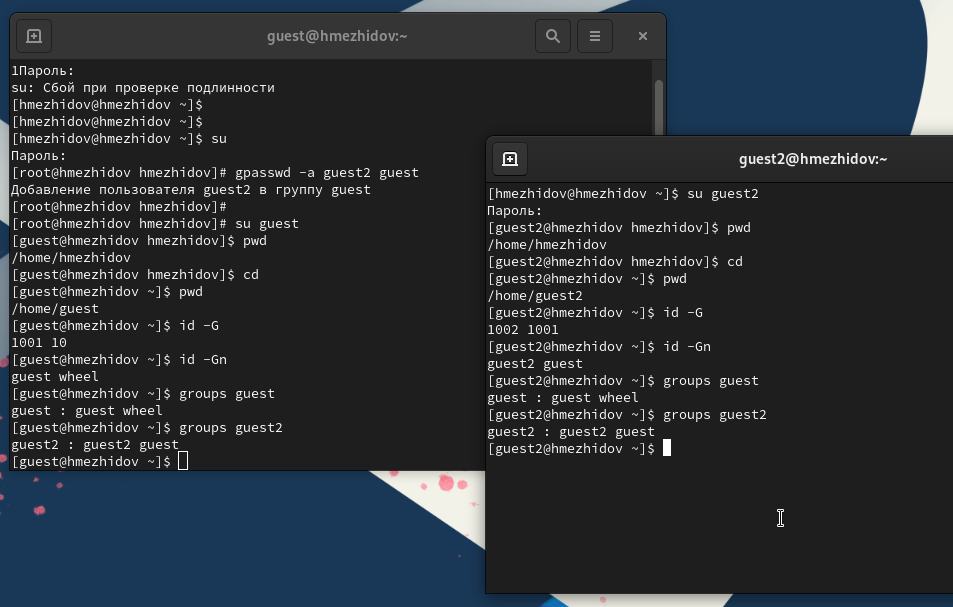 guest@hmezhidov:~
1Пароль:
su: Сбой при проверке подлинности
[hmezhidov@hmezhidov ~]$
[hmezhidov@hmezhidov ~]$
[hmezhidov@hmezhidov ~]$ su
Пароль:
[root@hmezhidov hmezhidov]# gpasswd -a guest2 guest
Добавление пользователя guest2 в группу guest
[root@hmezhidov hmezhidov]#
[root@hmezhidov hmezhidov]# su guest
[guest@hmezhidov hmezhidov]$ pwd
/home/hmezhidov
[guest@hmezhidov hmezhidov]$ cd
[guest@hmezhidov ~]$ pwd
/home/guest
[guest@hmezhidov ~]$ id -G
1001 10
[guest@hmezhidov ~]$ id -Gn
guest wheel
[guest@hmezhidov ~]$ groups guest
guest : guest wheel
[guest@hmezhidov ~]$ groups guest2
guest2 : guest2 guest
[guest@hmezhidov ~]$
guest2@hmezhidov:~
[hmezhidov@hmezhidov ~]$ su guest2
Пароль:
[guest2@hmezhidov hmezhidov]$ pwd
/home/hmezhidov
[guest2@hmezhidov hmezhidov]$ cd
[guest2@hmezhidov ~]$ pwd
/home/guest2
[guest2@hmezhidov ~]$ id -G
1002 1001
[guest2@hmezhidov ~]$ id -Gn
guest2 guest
[guest2@hmezhidov ~]$ groups guest
guest : guest wheel
[guest2@hmezhidov ~]$ groups guest2
guest2 : guest2 guest
[guest2@hmezhidov ~]$